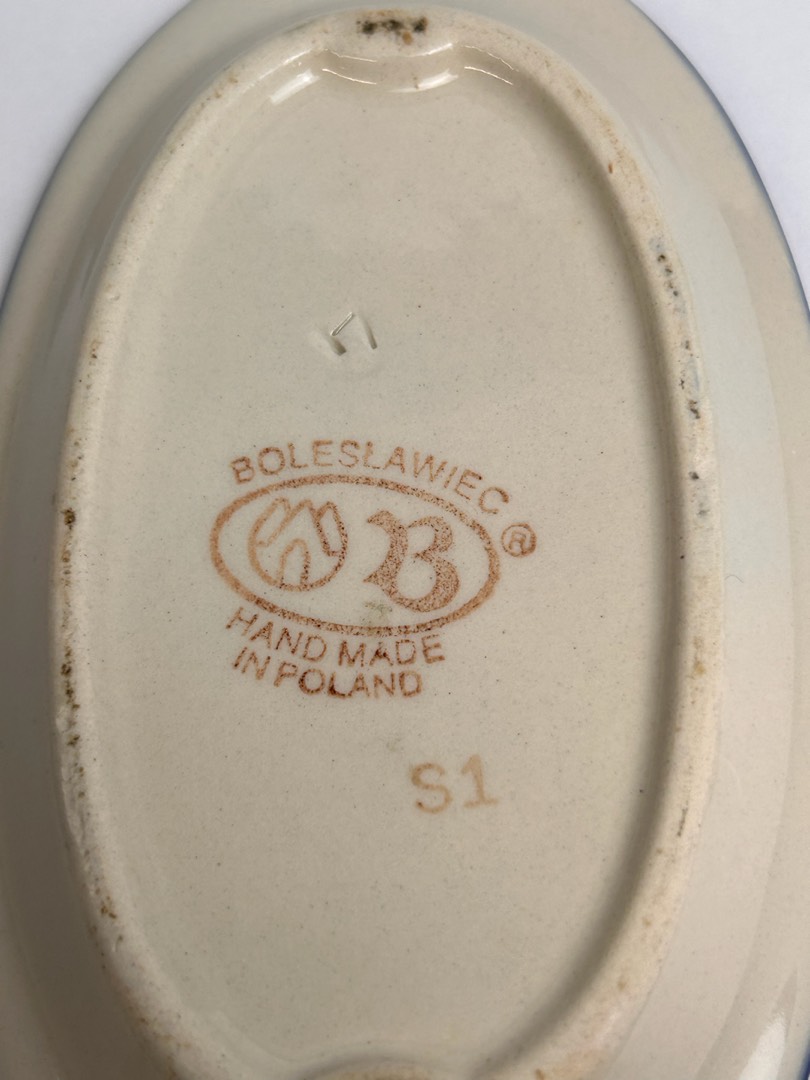 BOLESŁAWIEC
B ®
HAND MADE
IN POLAND
S1